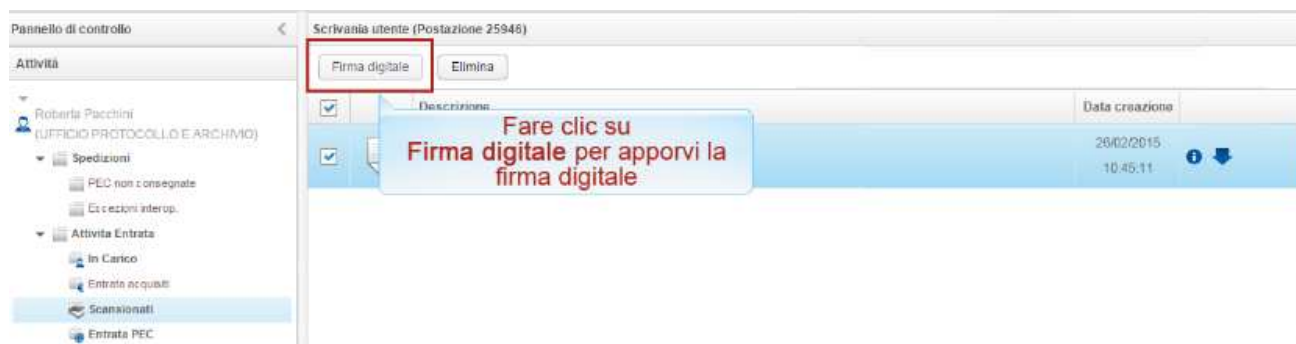 Pannello di controllo
Scrivania utente (Postazione 25946)
Attività
Firma digitale
Elimina
Roberta Pacchini
(UFFICIO PROTOCOLLO E ARCHIVIO)
Descrizione
Data creazione
Fare clic su
Firma digitale per apporvi la
firma digitale
26/02/2015
10:45:11
Spedizioni
PEC non consegnate
Eccezioni interop.
Attivita Entrata
In Carico
Entrata acquisiti
Scansionati
Entrata PEC